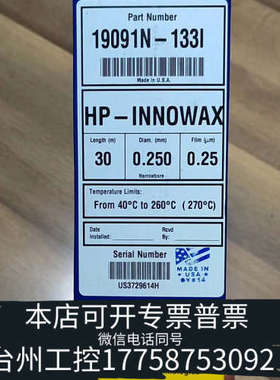 Part Number
19091N-133I
Made in U.S.A.
HP-INNOWAX
Length (m) Diam. (mm) Film (µm)
30 0.250 0.25
Narrowbore
Temperature Limits:
From 40°C to 260°C ( 270°C)
Date Installed: Rcvd By:
Serial Number
US3729614H
MADE IN
USA
本店可开专票普票
微信电话同号
台州工控17758753092